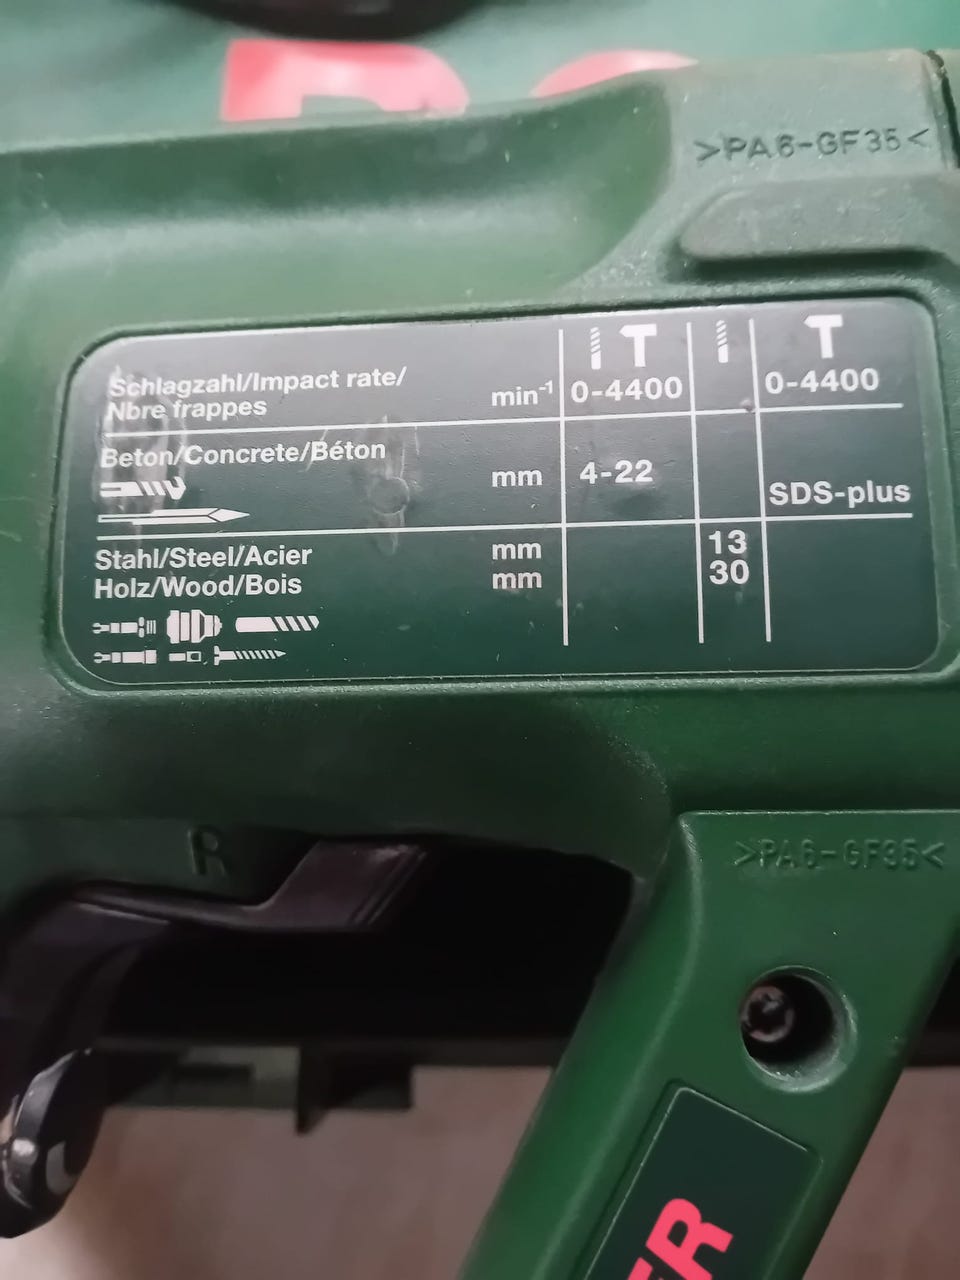 >PA6-GF35<
Schlagzahl/Impact rate/
Nbre frappes min⁻¹ 0-4400 0-4400
Beton/Concrete/Béton
mm 4-22
SDS-plus
Stahl/Steel/Acier mm 13
Holz/Wood/Bois mm 30
R
>PA6-GF35<
ER